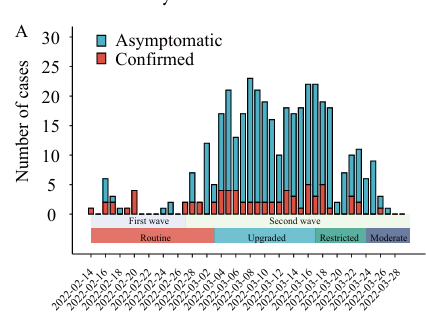 A
30
25
20
15
10
5
0
Number of cases
Asymptomatic
Confirmed
First wave
Second wave
Routine
Upgraded
Restricted
Moderate
2022-02-14
2022-02-16
2022-02-18
2022-02-20
2022-02-22
2022-02-24
2022-02-26
2022-02-28
2022-03-02
2022-03-04
2022-03-06
2022-03-08
2022-03-10
2022-03-12
2022-03-14
2022-03-16
2022-03-18
2022-03-20
2022-03-22
2022-03-24
2022-03-26
2022-03-28